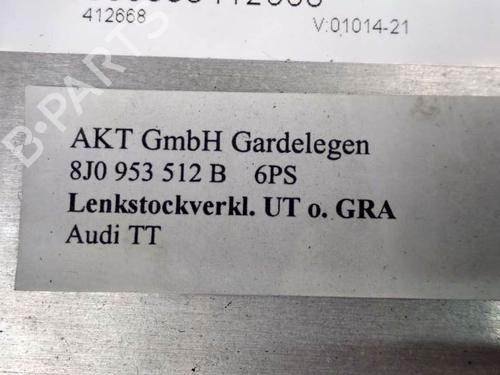 412668 V:01014-21
AKT GmbH Gardelegen
8J0 953 512 B 6PS
Lenkstockverkl. UT o. GRA
Audi TT